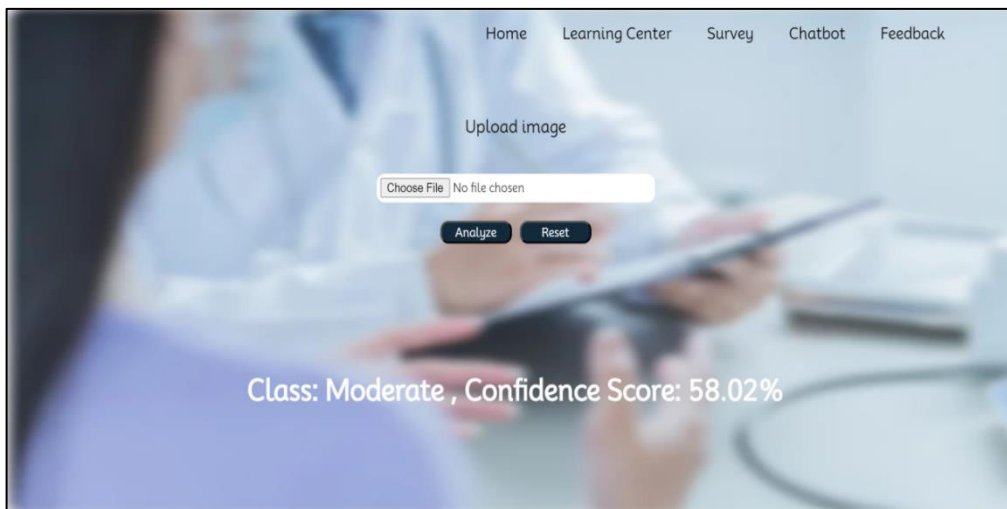 Home Learning Center Survey Chatbot Feedback
Upload image
Choose File No file chosen
Analyze Reset
Class: Moderate , Confidence Score: 58.02%